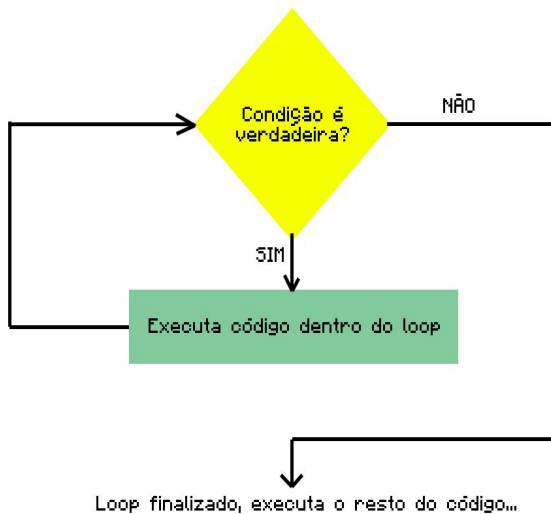 Condição é
verdadeira?
NÃO
SIM
Executa código dentro do loop
Loop finalizado, executa o resto do código...